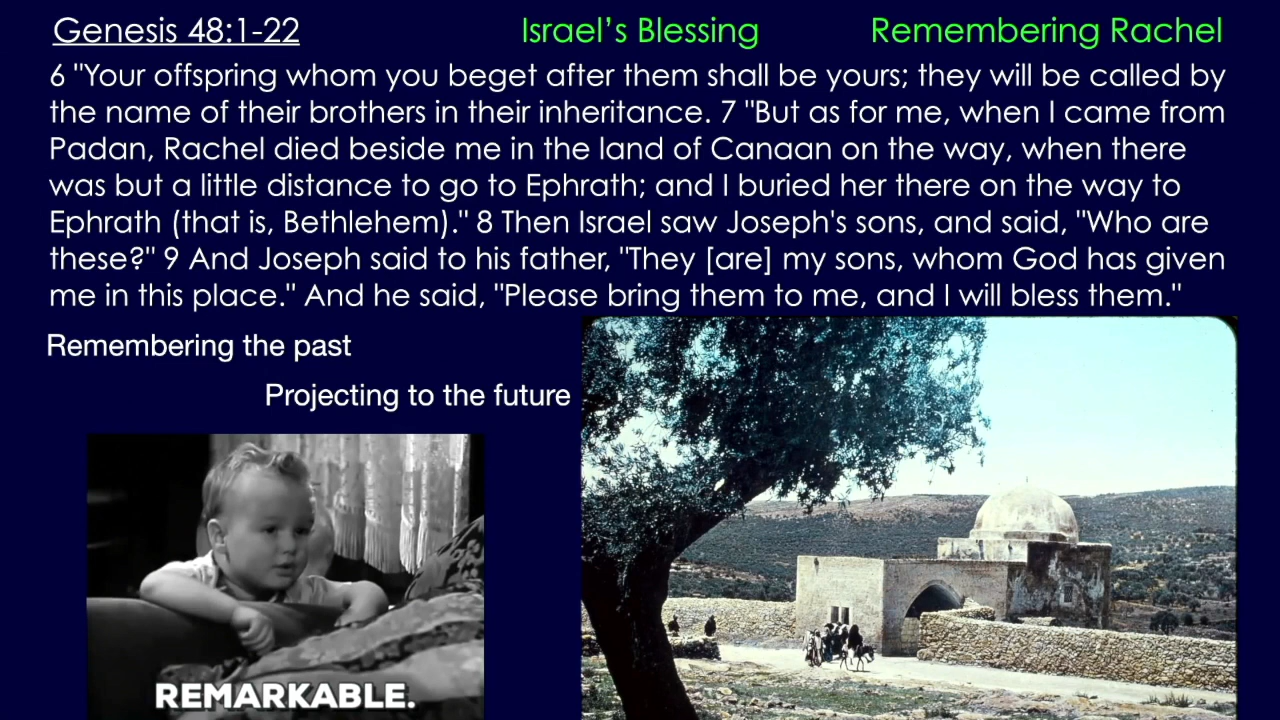 Genesis 48:1-22 Israel’s Blessing Remembering Rachel
6 "Your offspring whom you beget after them shall be yours; they will be called by
the name of their brothers in their inheritance. 7 "But as for me, when I came from
Padan, Rachel died beside me in the land of Canaan on the way, when there
was but a little distance to go to Ephrath; and I buried her there on the way to
Ephrath (that is, Bethlehem)." 8 Then Israel saw Joseph's sons, and said, "Who are
these?" 9 And Joseph said to his father, "They [are] my sons, whom God has given
me in this place." And he said, "Please bring them to me, and I will bless them."
Remembering the past
Projecting to the future
REMARKABLE.